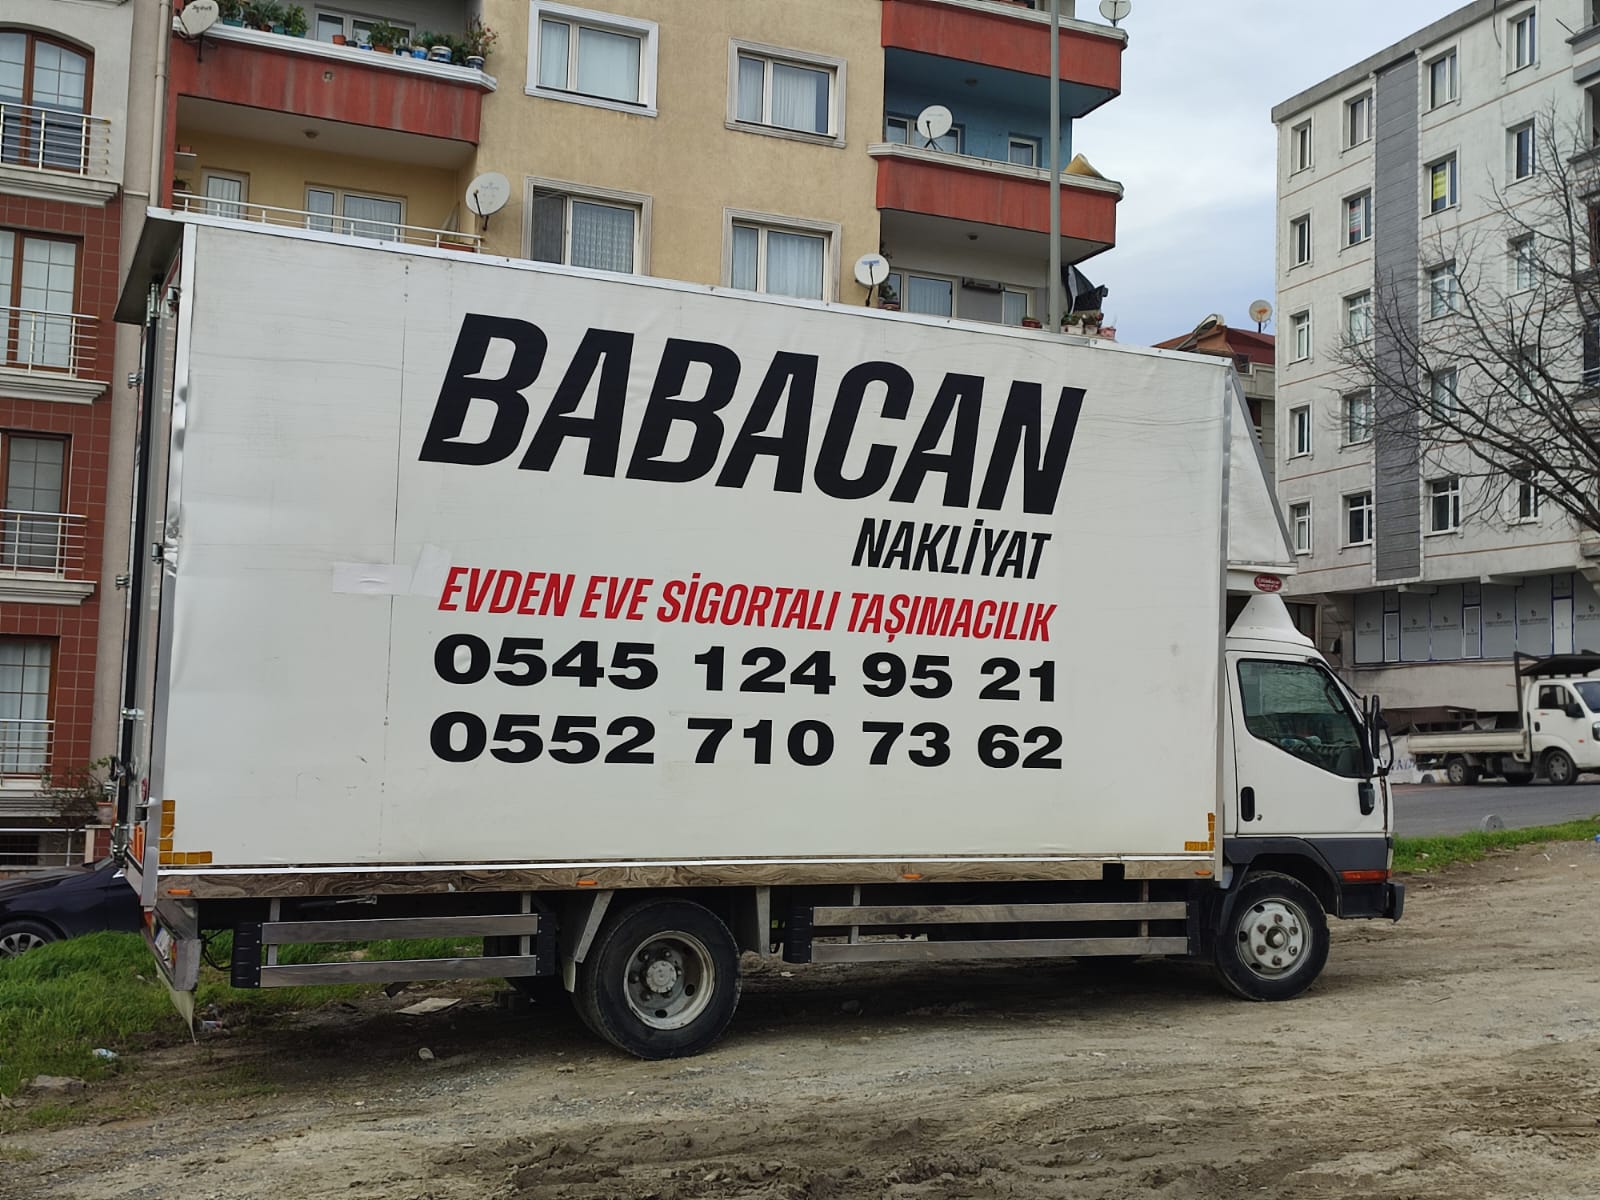 BABACAN
NAKLİYAT
EVDEN EVE SİGORTALI TAŞIMACILIK
0545 124 95 21
0552 710 73 62